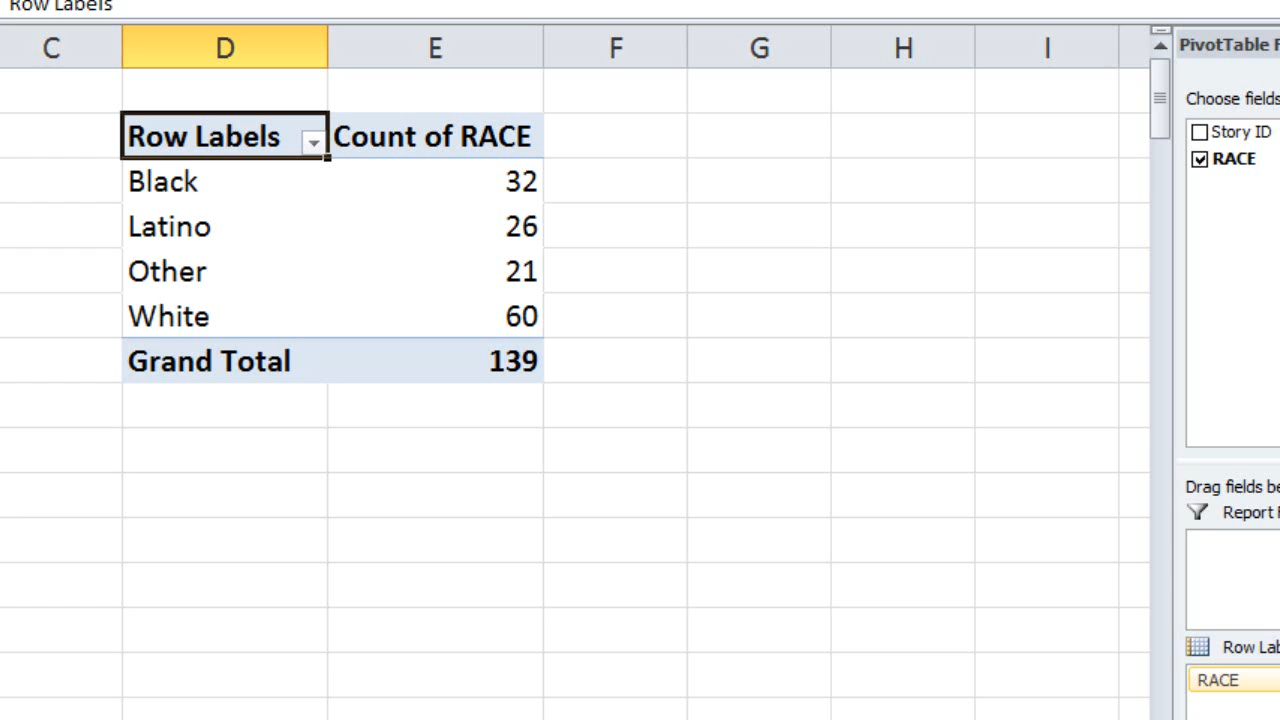 Row Labels
C D E F G H I
PivotTable F
Choose fields
Story ID
RACE
Row Labels Count of RACE
Black 32
Latino 26
Other 21
White 60
Grand Total 139
Drag fields be
Report F
Row Lab
RACE